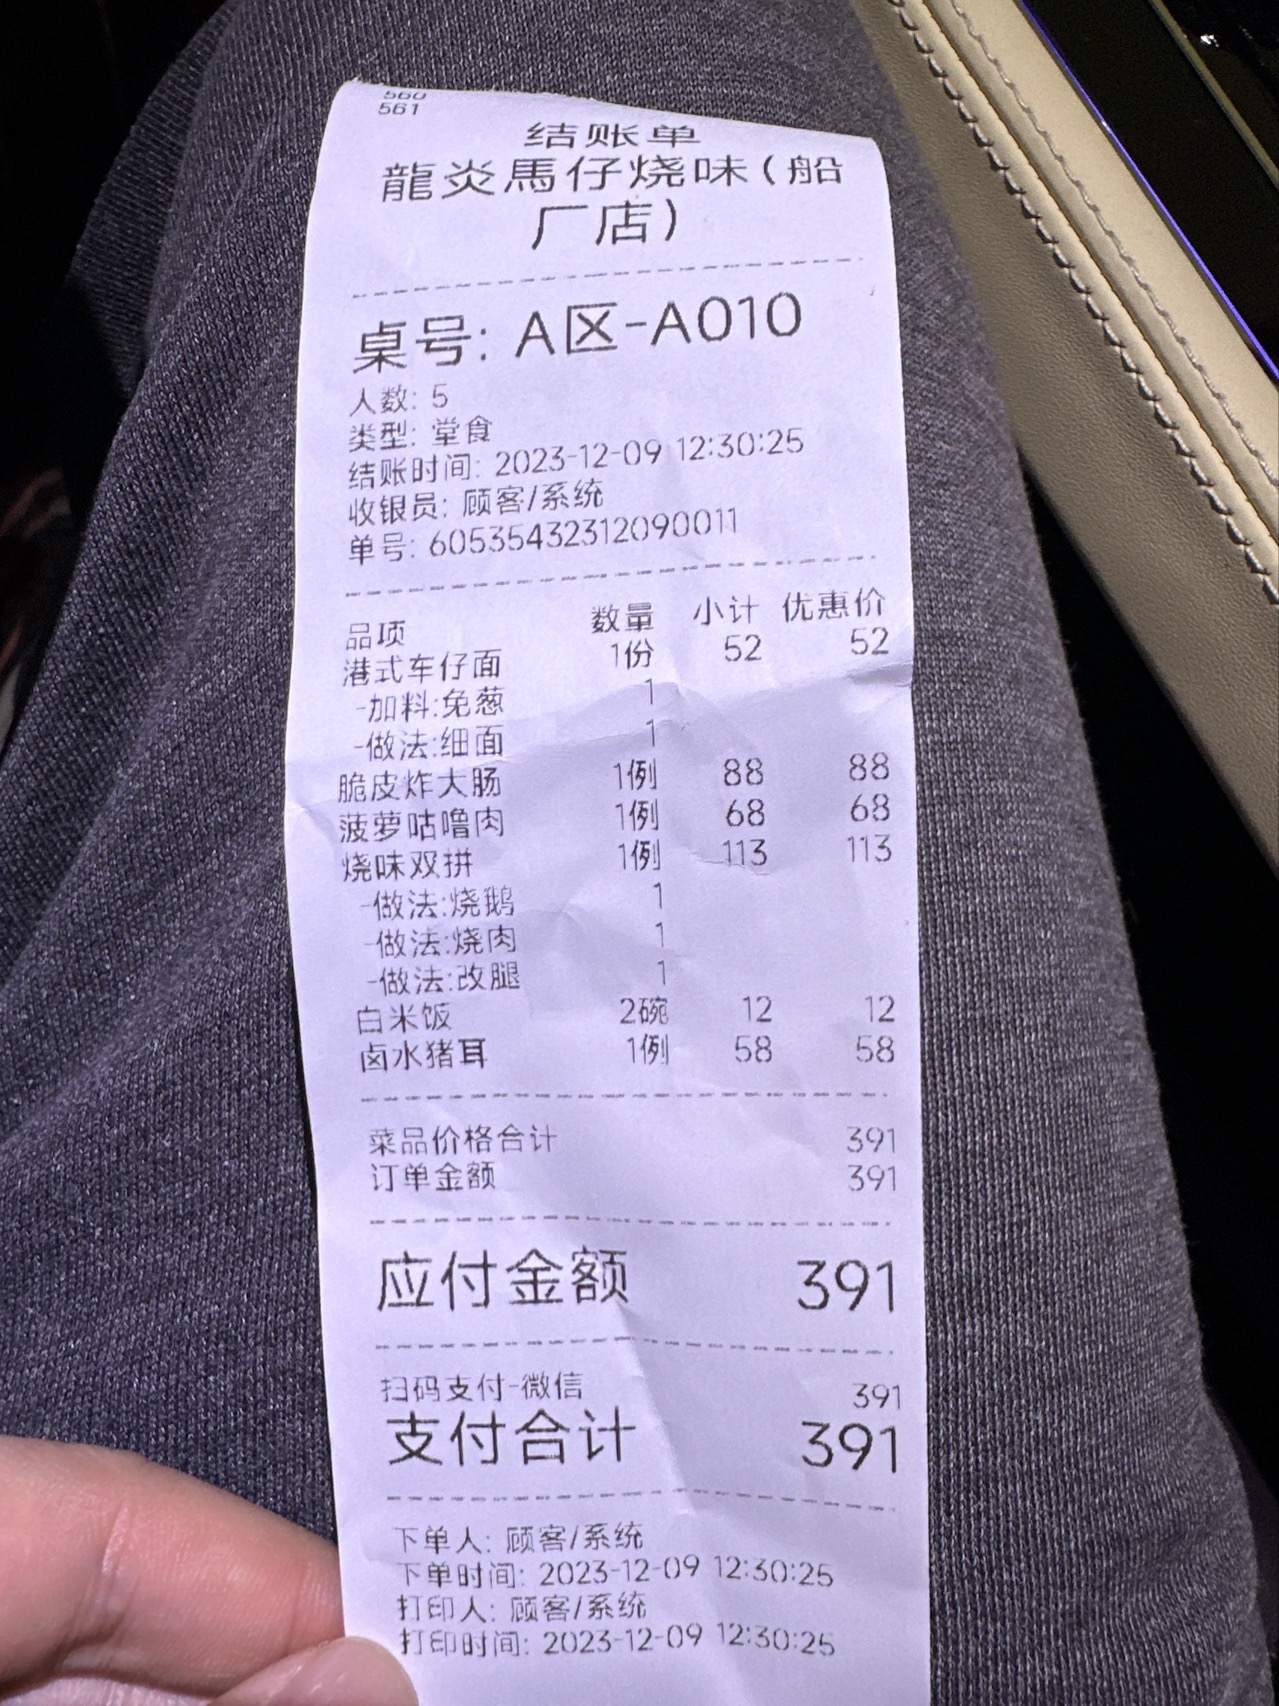 560
561
结账单
龍炎馬仔烧味(船
厂店)
桌号: A区-A010
人数: 5
类型: 堂食
结账时间: 2023-12-09 12:30:25
收银员: 顾客/系统
单号: 60535432312090011
品项 数量 小计 优惠价
港式车仔面 1份 52 52
-加料:免葱 1
-做法:细面 1
脆皮炸大肠 1例 88 88
菠萝咕噜肉 1例 68 68
烧味双拼 1例 113 113
-做法:烧鹅 1
-做法:烧肉 1
-做法:改腿 1
白米饭 2碗 12 12
卤水猪耳 1例 58 58
菜品价格合计 391
订单金额 391
应付金额 391
扫码支付-微信 391
支付合计 391
下单人: 顾客/系统
下单时间: 2023-12-09 12:30:25
打印人: 顾客/系统
打印时间: 2023-12-09 12:30:25